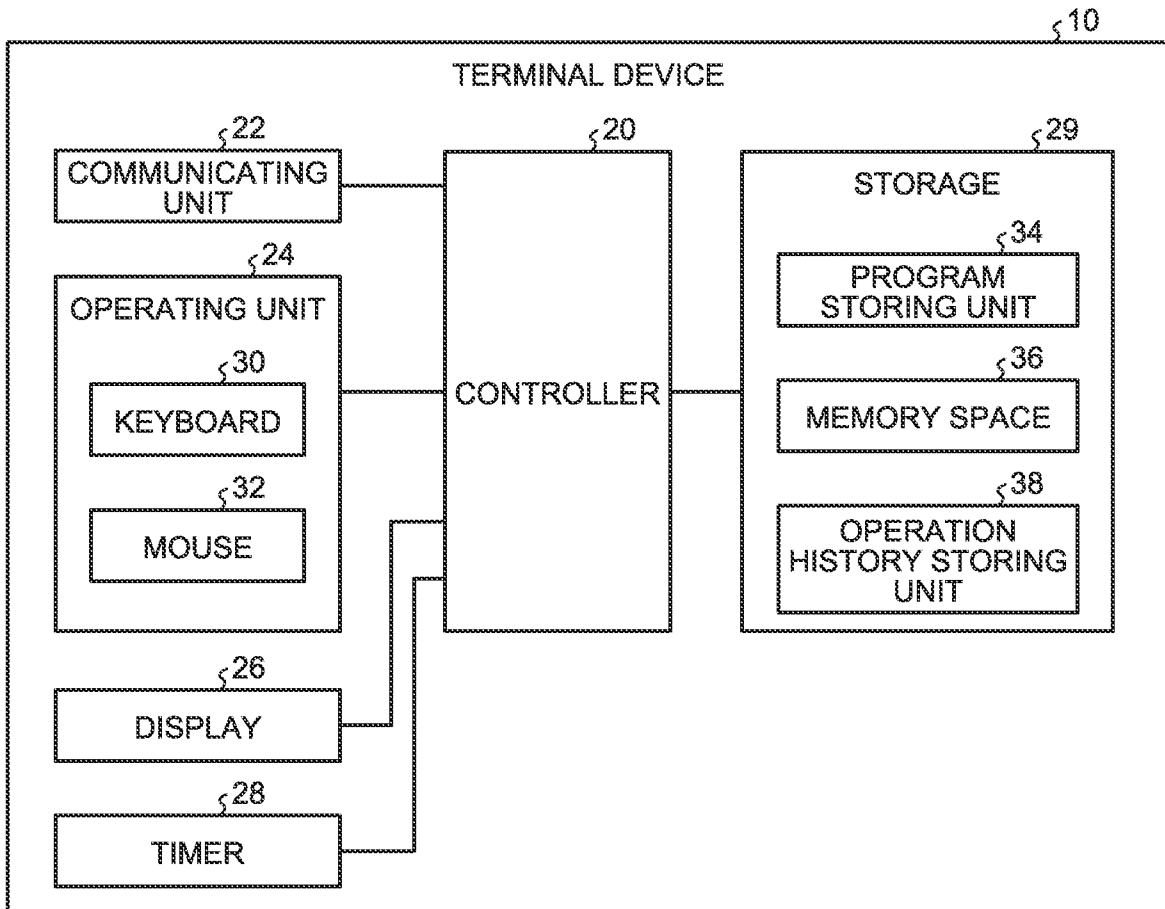 10
TERMINAL DEVICE
22
COMMUNICATING
UNIT
24
OPERATING UNIT
30
KEYBOARD
32
MOUSE
26
DISPLAY
28
TIMER
20
CONTROLLER
29
STORAGE
34
PROGRAM
STORING UNIT
36
MEMORY SPACE
38
OPERATION
HISTORY STORING
UNIT